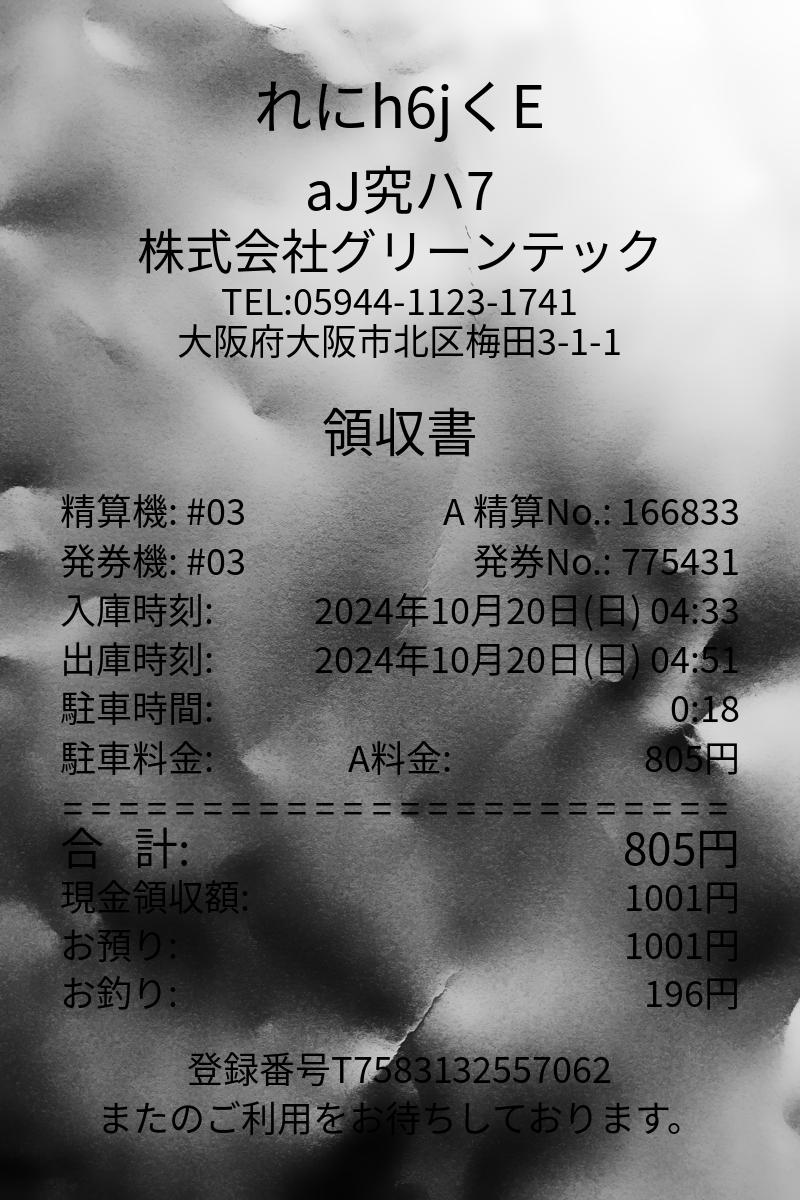 れにh6jくE
aJ究ハ7
株式会社グリーンテック
TEL:05944-1123-1741
大阪府大阪市北区梅田3-1-1
領収書
精算機: #03 A 精算No.: 166833
発券機: #03 発券No.: 775431
入庫時刻: 2024年10月20日(日) 04:33
出庫時刻: 2024年10月20日(日) 04:51
駐車時間: 0:18
駐車料金: A料金: 805円
========================
合 計: 805円
現金領収額: 1001円
お預り: 1001円
お釣り: 196円
登録番号T7583132557062
またのご利用をお待ちしております。